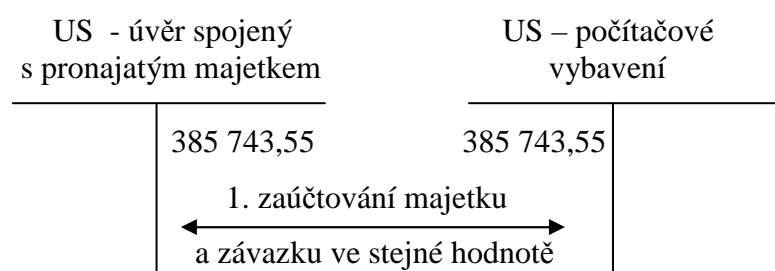 US - úvěr spojený
s pronajatým majetkem
US – počítačové
vybavení
385 743,55
385 743,55
1. zaúčtování majetku
a závazku ve stejné hodnotě